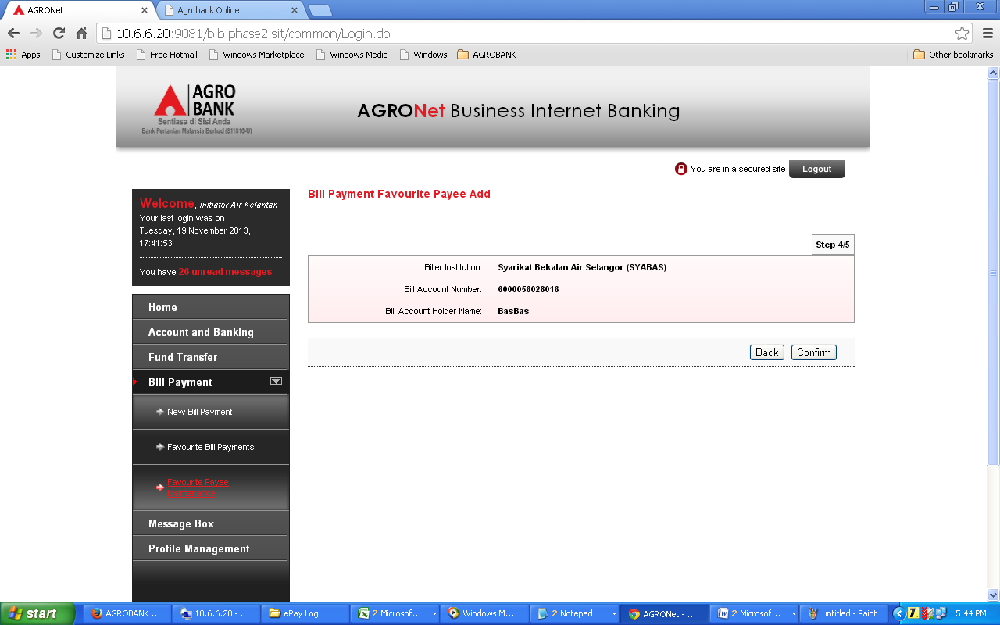 AGRONet
Agrobank Online
10.6.6.20:9081/bib.phase2.sit/common/Login.do
Apps
Customize Links
Free Hotmail
Windows Marketplace
Windows Media
Windows
AGROBANK
Other bookmarks
AGRO
BANK
Sentiasa di Sisi Anda
Bank Pertanian Malaysia Berhad (811810-U)
AGRONet Business Internet Banking
You are in a secured site
Logout
Welcome, Initiator Air Kelantan
Your last login was on
Tuesday, 19 November 2013,
17:41:53
You have 26 unread messages
Home
Account and Banking
Fund Transfer
Bill Payment
New Bill Payment
Favourite Bill Payments
Favourite Payee
Message Box
Profile Management
Bill Payment Favourite Payee Add
Step 4/5
Biller Institution: Syarikat Bekalan Air Selangor (SYABAS)
Bill Account Number: 6000056028016
Bill Account Holder Name: BasBas
Back
Confirm
start
AGROBANK ...
10.6.6.20 - ...
ePay Log
2 Microsof...
Windows M...
2 Notepad
AGRONet - ...
2 Microsof...
untitled - Paint
5:44 PM